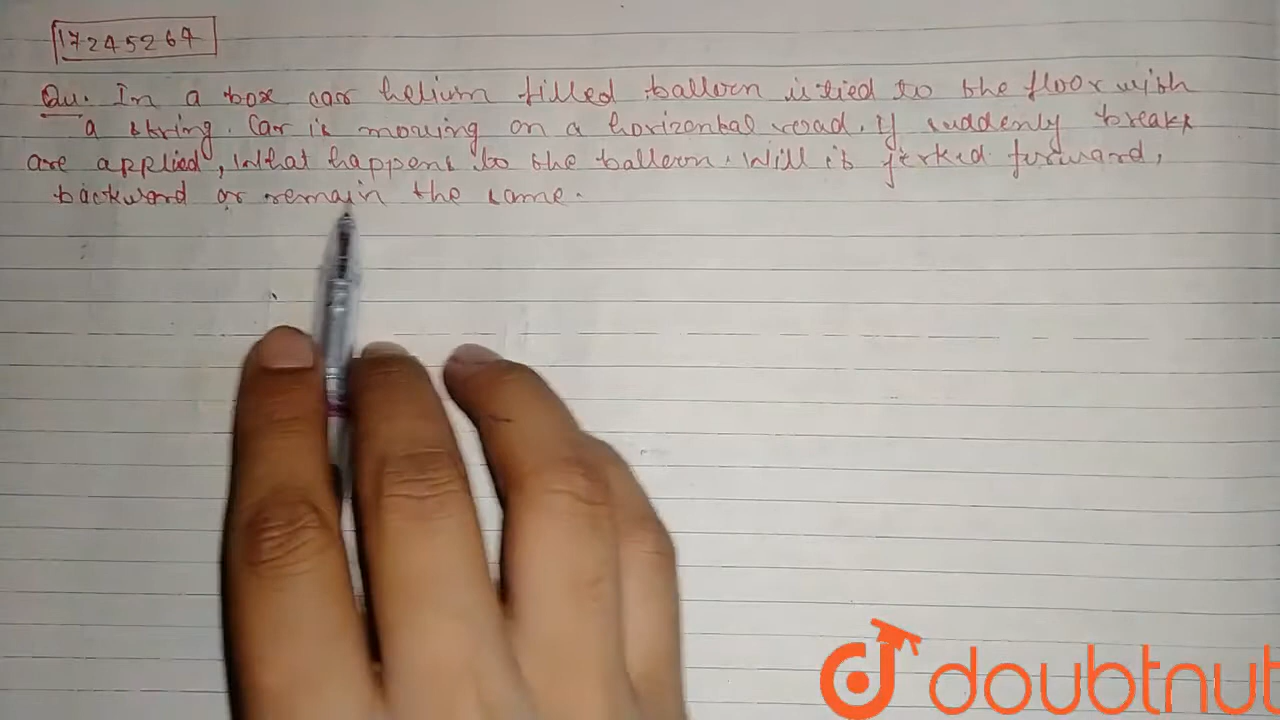 17245264
Qu. In a box car helium filled balloon is tied to the floor with
a string. Car is moving on a horizontal road. If suddenly breaks
are applied, What happens to the balloon. Will it jerked forward,
backward or remain the same.
doubtnut